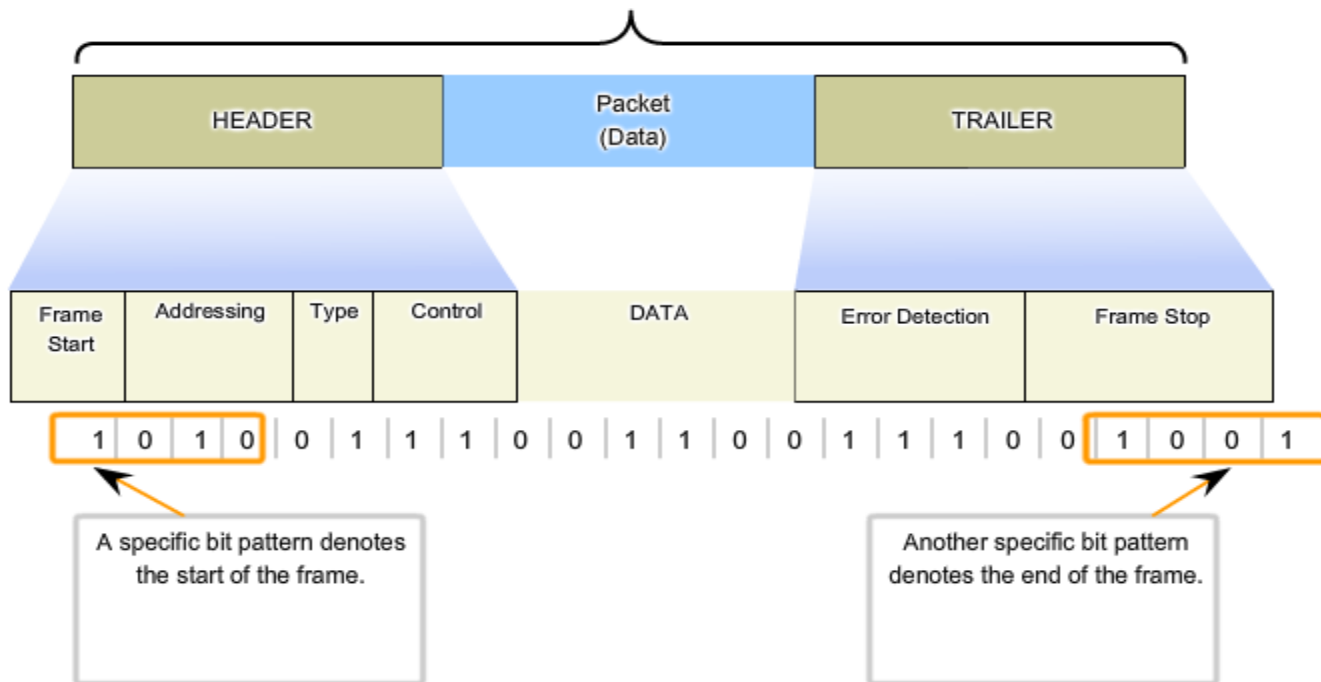 HEADER
Packet
(Data)
TRAILER
Frame
Start
Addressing
Type
Control
DATA
Error Detection
Frame Stop
1 0 1 0 0 1 1 1 0 0 1 1 0 0 1 1 1 0 0 1 0 0 1
A specific bit pattern denotes
the start of the frame.
Another specific bit pattern
denotes the end of the frame.